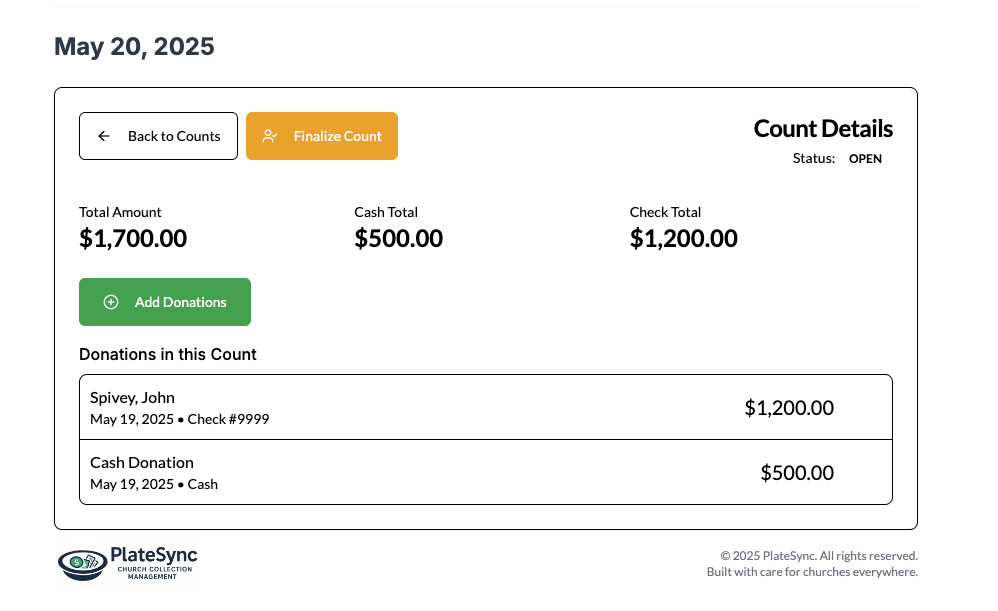 May 20, 2025
Back to Counts
Finalize Count
Count Details
Status: OPEN
Total Amount
$1,700.00
Cash Total
$500.00
Check Total
$1,200.00
Add Donations
Donations in this Count
Spivey, John
May 19, 2025 • Check #9999
$1,200.00
Cash Donation
May 19, 2025 • Cash
$500.00
PlateSync
CHURCH COLLECTION
MANAGEMENT
© 2025 PlateSync. All rights reserved.
Built with care for churches everywhere.